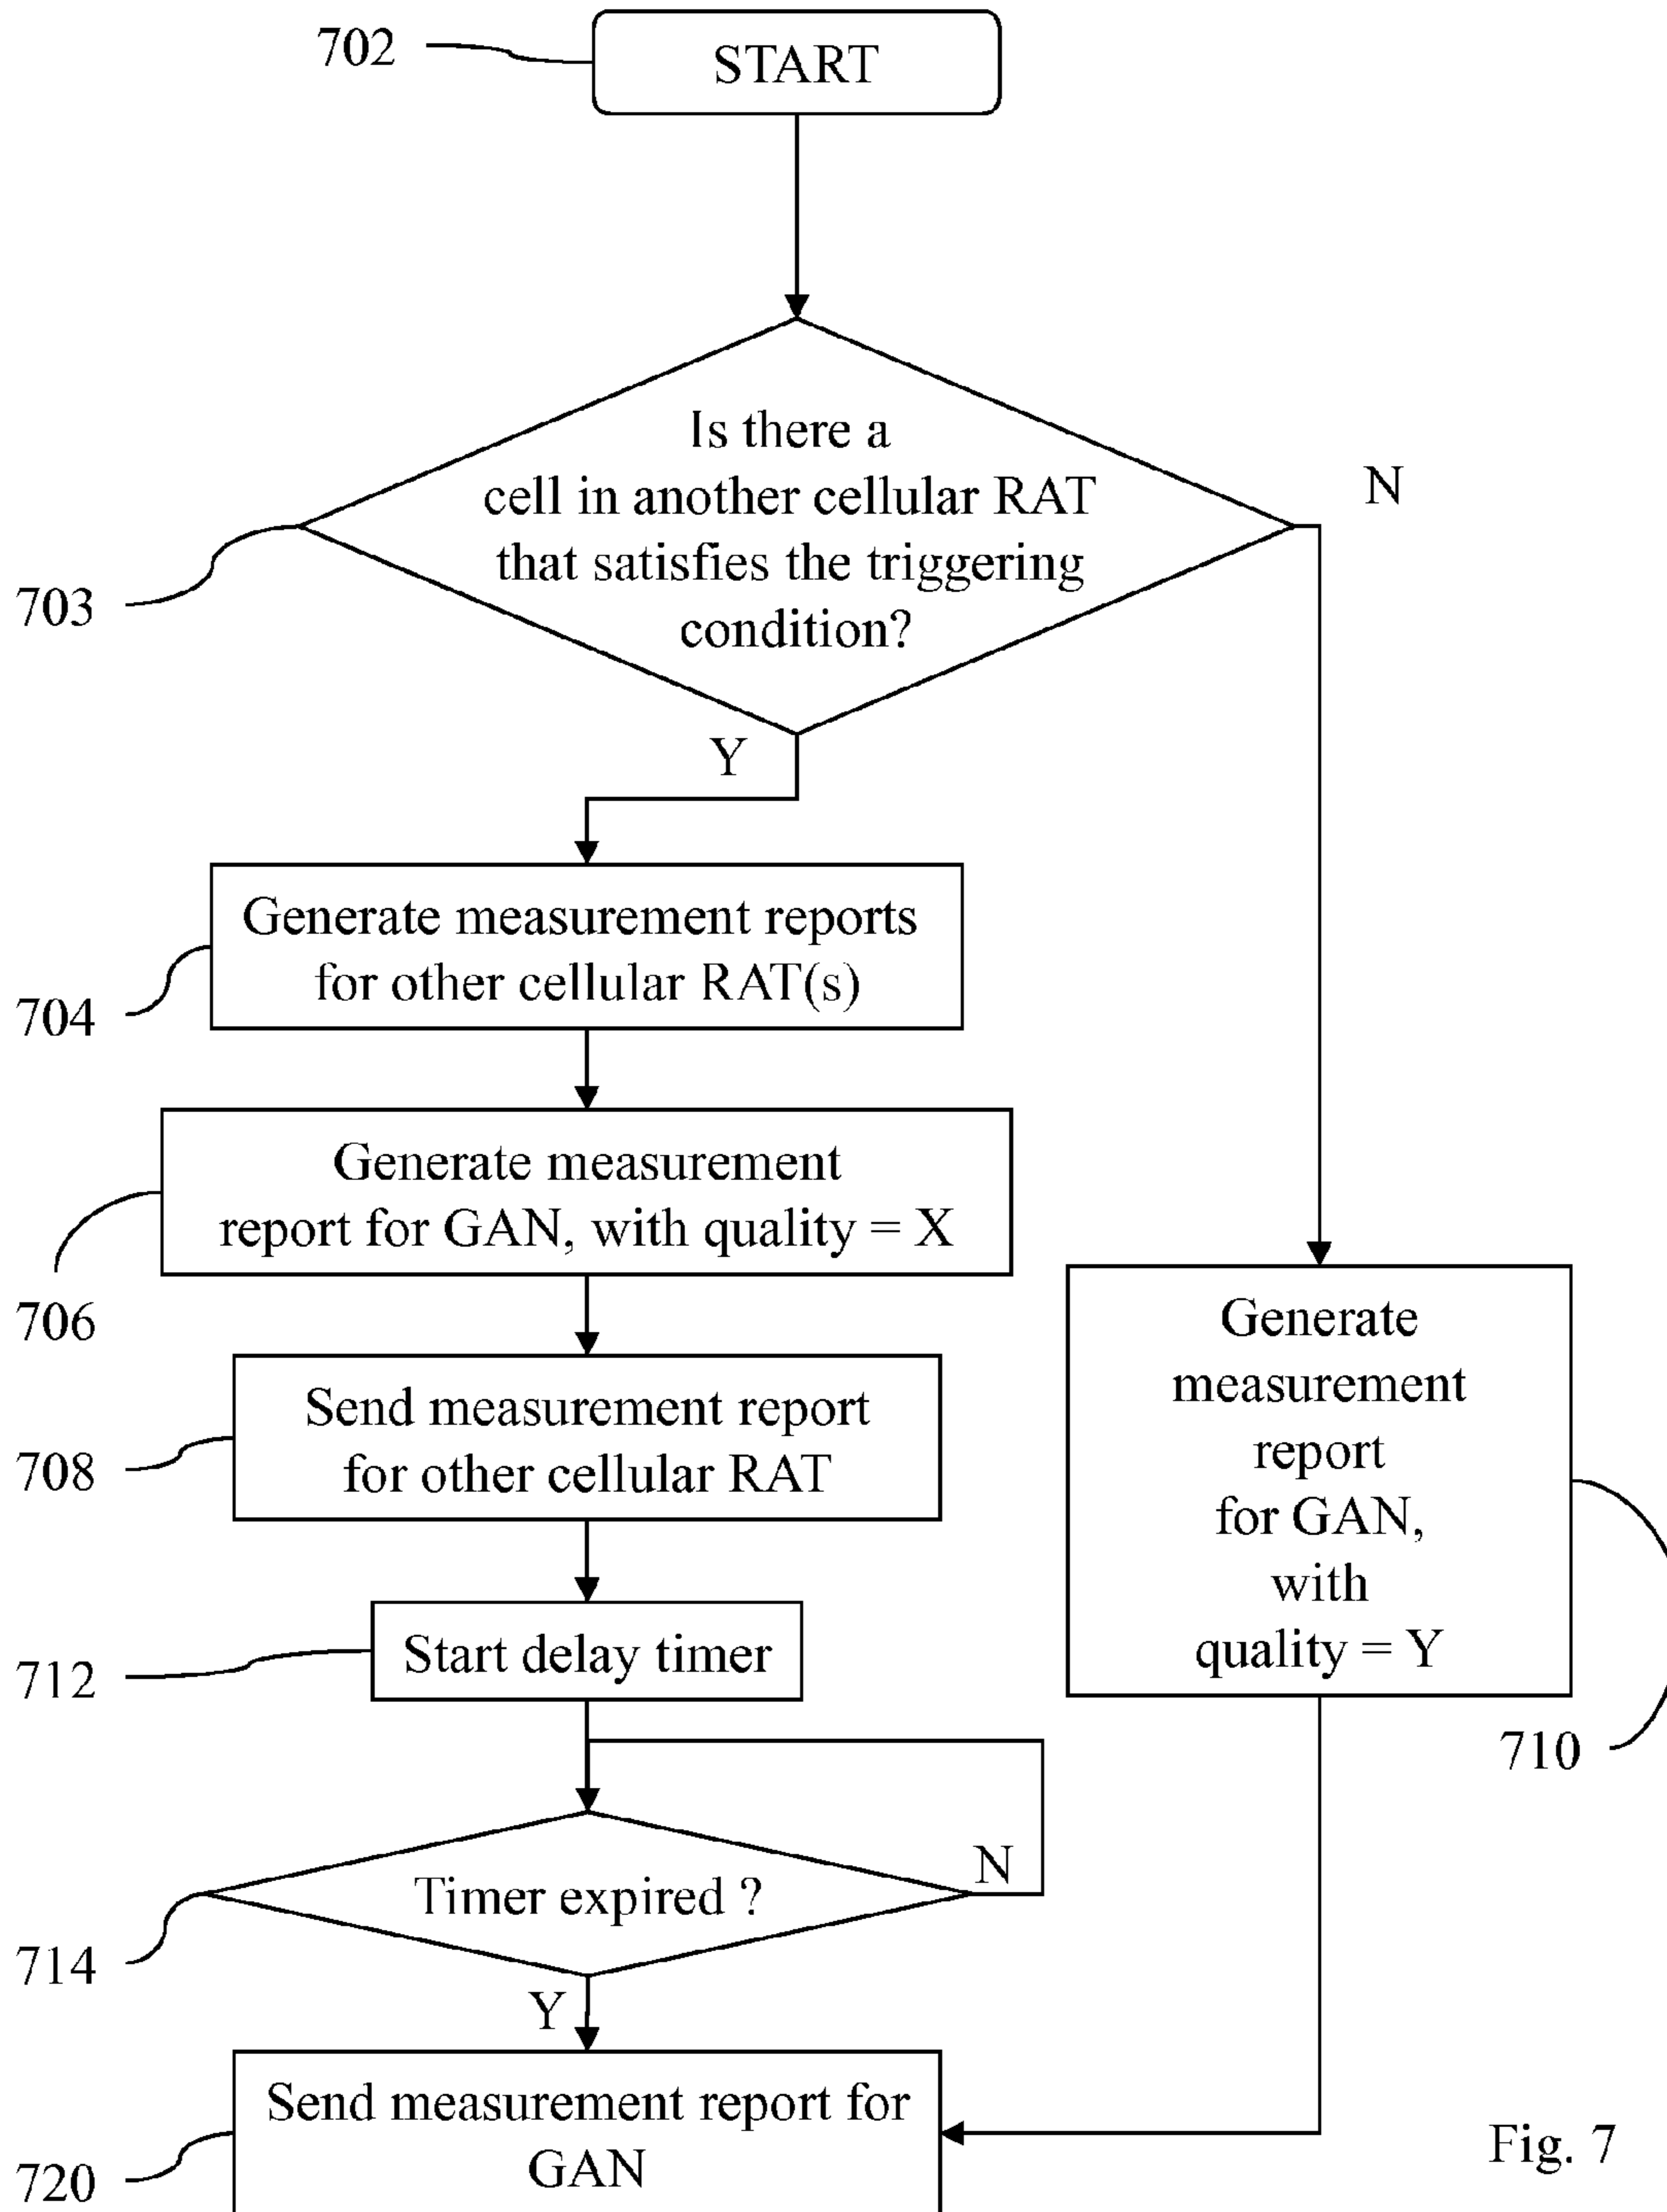 702
START
Is there a
cell in another cellular RAT
that satisfies the triggering
condition?
N
703
Y
Generate measurement reports
for other cellular RAT(s)
704
Generate measurement
report for GAN, with quality = X
706
Send measurement report
for other cellular RAT
708
Generate
measurement
report
for GAN,
with
quality = Y
710
Start delay timer
712
Timer expired ?
N
714
Y
Send measurement report for
GAN
720
Fig. 7